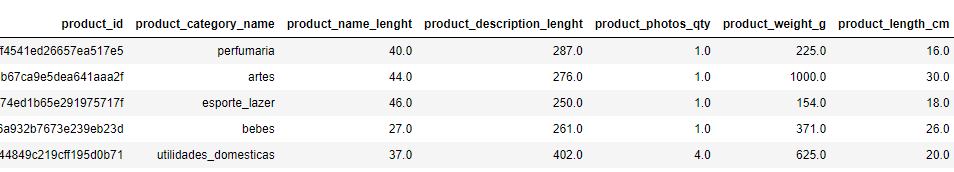 product_id product_category_name product_name_lenght product_description_lenght product_photos_qty product_weight_g product_length_cm
f4541ed26657ea517e5 perfumaria 40.0 287.0 1.0 225.0 16.0
b67ca9e5dea641aaa2f artes 44.0 276.0 1.0 1000.0 30.0
74ed1b65e291975717f esporte_lazer 46.0 250.0 1.0 154.0 18.0
6a932b7673e239eb23d bebes 27.0 261.0 1.0 371.0 26.0
44849c219cff195d0b71 utilidades_domesticas 37.0 402.0 4.0 625.0 20.0